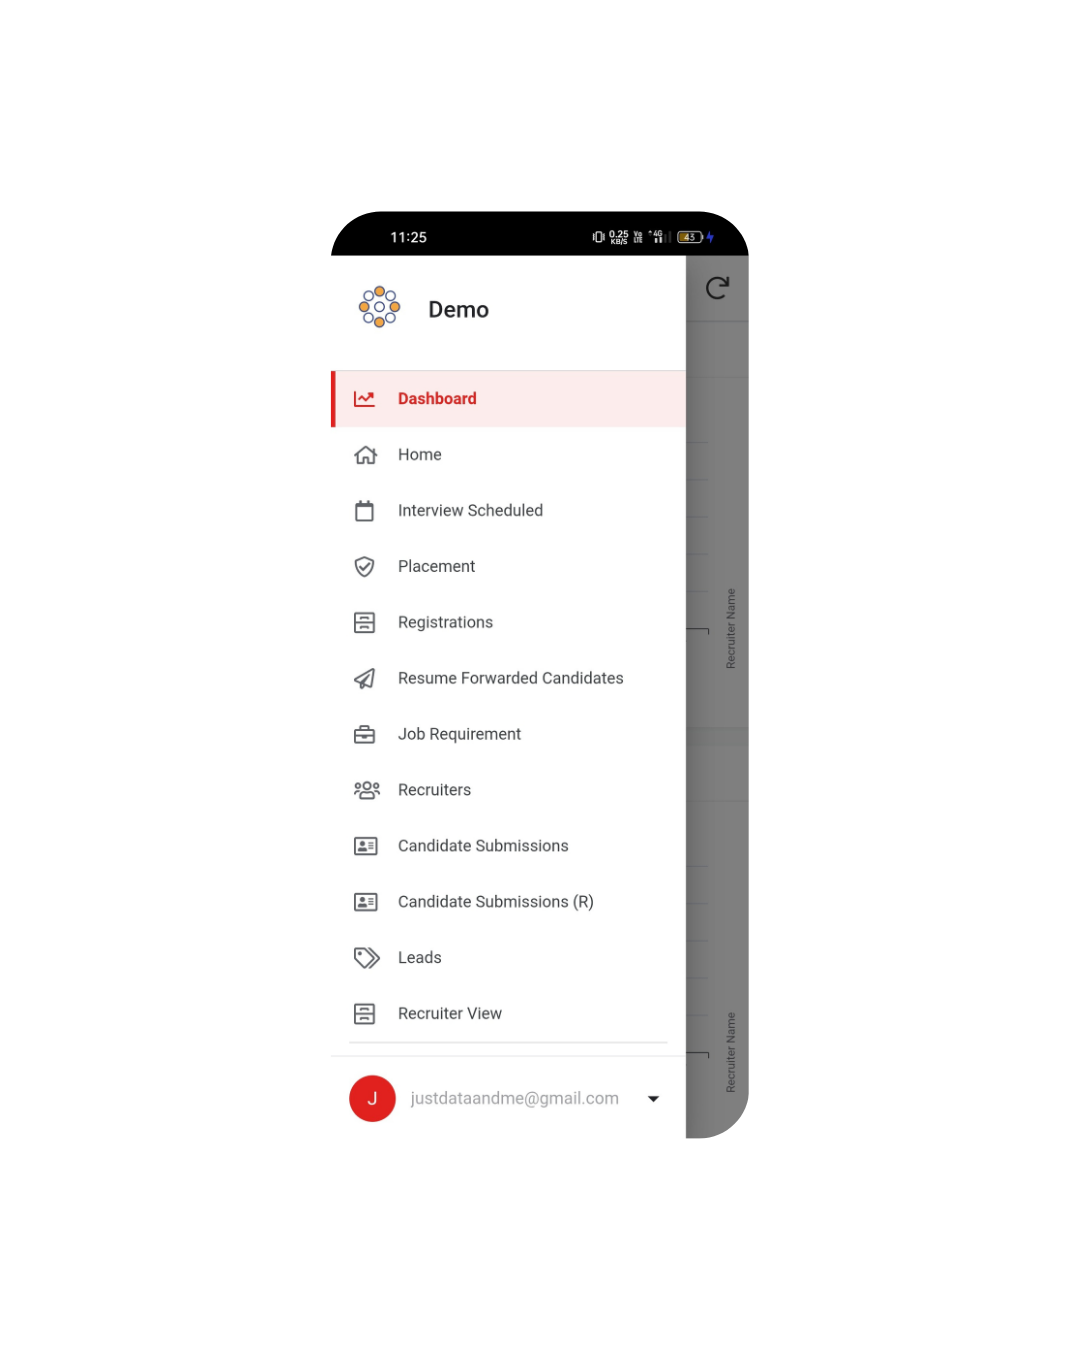 11:25
0.25 KB/S Vo LTE 4G 43
Demo
Dashboard
Home
Interview Scheduled
Placement
Registrations
Resume Forwarded Candidates
Job Requirement
Recruiters
Candidate Submissions
Candidate Submissions (R)
Leads
Recruiter View
J justdataandme@gmail.com
Recruiter Name
Recruiter Name